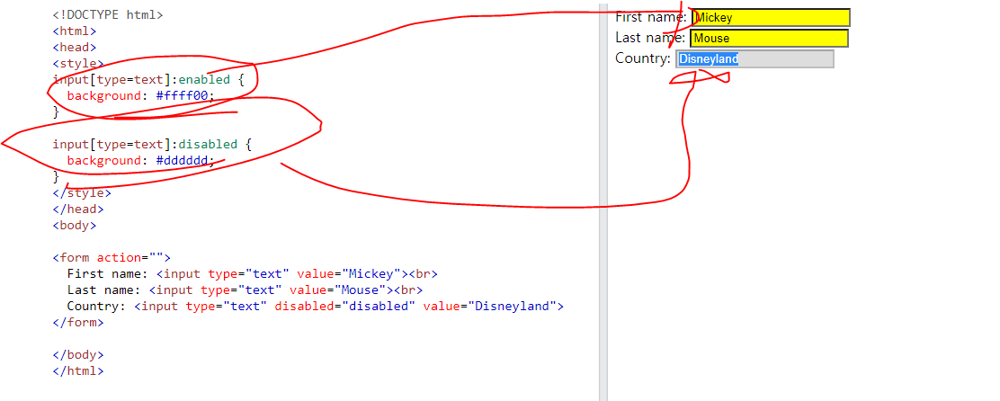 <!DOCTYPE html>
<html>
<head>
<style>
input[type=text]:enabled {
  background: #ffff00;
}

input[type=text]:disabled {
  background: #dddddd;
}
</style>
</head>
<body>

<form action="">
  First name: <input type="text" value="Mickey"><br>
  Last name: <input type="text" value="Mouse"><br>
  Country: <input type="text" disabled="disabled" value="Disneyland">
</form>

</body>
</html>
First name: Mickey
Last name: Mouse
Country: Disneyland